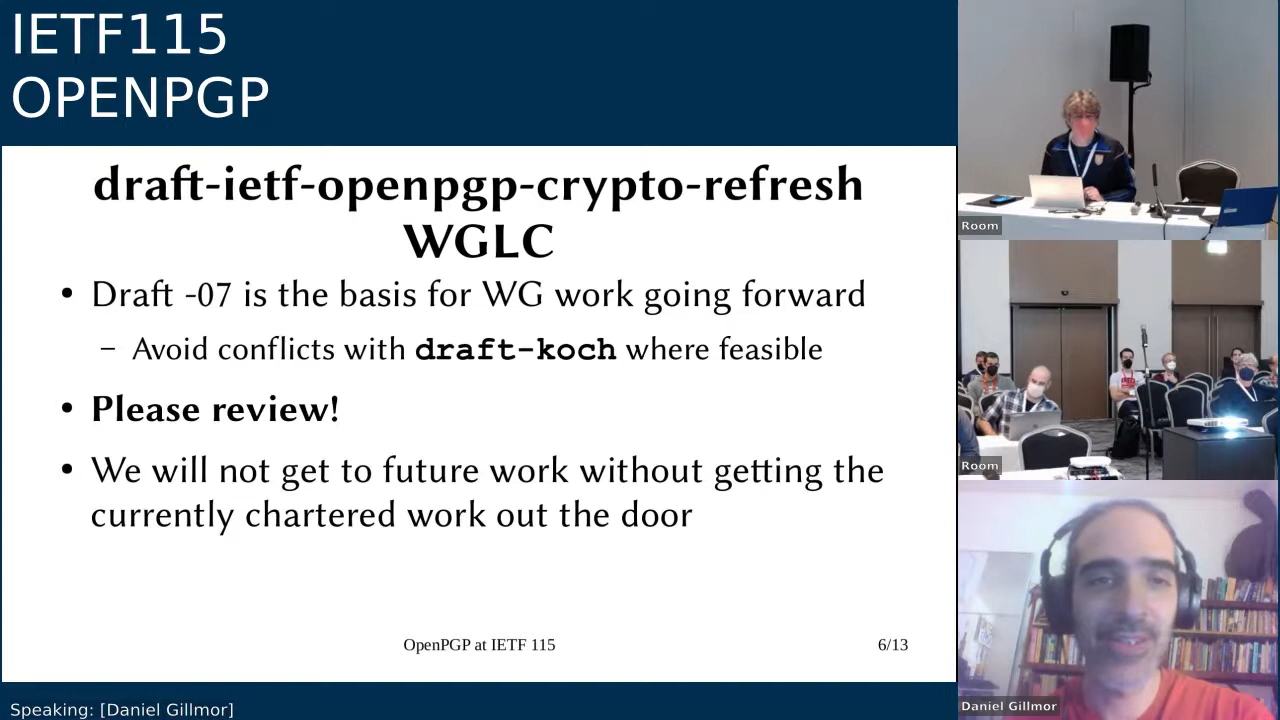 IETF115
OPENPGP
draft-ietf-openpgp-crypto-refresh
WGLC
• Draft -07 is the basis for WG work going forward
– Avoid conflicts with draft-koch where feasible
• Please review!
• We will not get to future work without getting the
currently chartered work out the door
OpenPGP at IETF 115
6/13
Speaking: [Daniel Gillmor]
Room
Room
Daniel Gillmor